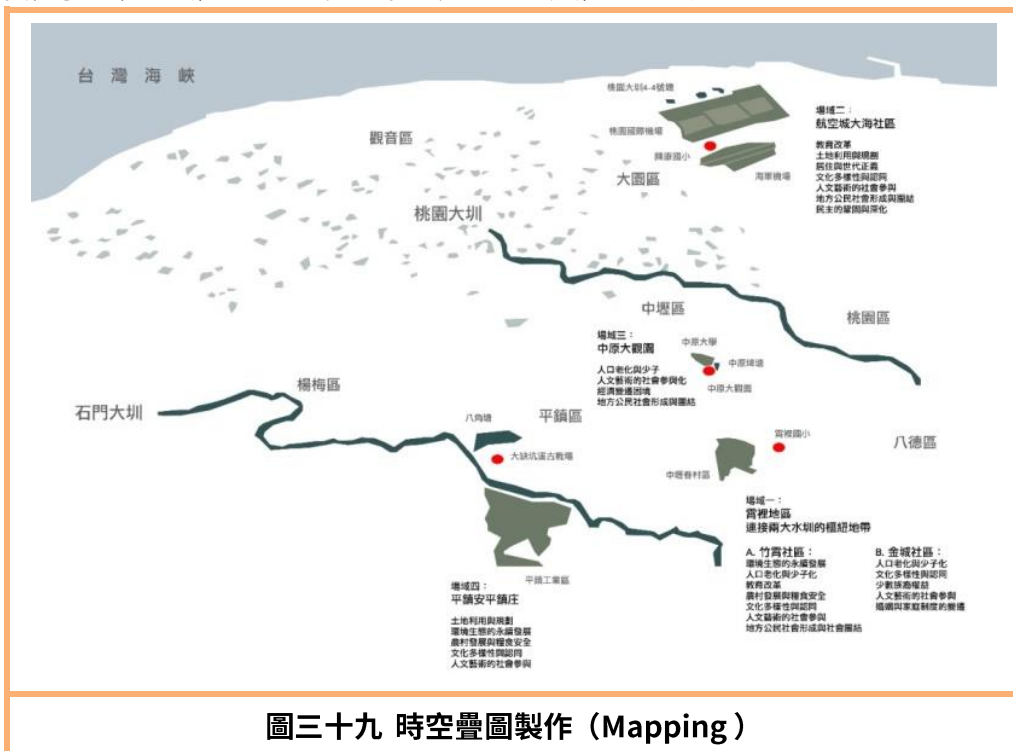 台灣海峽
桃園大圳4-4號塘
桃園國際機場
陳康國小
海軍機場
場域二：
航空城大海社區
教育改革
土地利用與規劃
居住與世代正義
文化多樣性與認同
人文藝術的社會參與
地方公民社會形成與團結
民主的鞏固與深化
觀音區
大園區
桃園大圳
中壢區
桃園區
場域三：
中原大觀園
人口老化與少子
人文藝術的社會參與化
經濟變遷困境
地方公民社會形成與團結
中原大學
中原埤塘
中原大觀園
楊梅區
石門大圳
八角塘
平鎮區
大缺坑溪古戰場
霄裡國小
八德區
中壢眷村區
場域一：
霄裡地區
連接兩大水圳的樞紐地帶
A. 竹霄社區：
環境生態的永續發展
人口老化與少子化
教育改革
農村發展與糧食安全
文化多樣性與認同
人文藝術的社會參與
地方公民社會形成與社會團結
B. 金城社區：
人口老化與少子化
文化多樣性與認同
少數族裔權益
人文藝術的社會參與
婚姻與家庭制度的變遷
平鎮工業區
場域四：
平鎮安平鎮庄
土地利用與規劃
環境生態的永續發展
農村發展與糧食安全
文化多樣性與認同
人文藝術的社會參與
圖三十九 時空疊圖製作（Mapping）